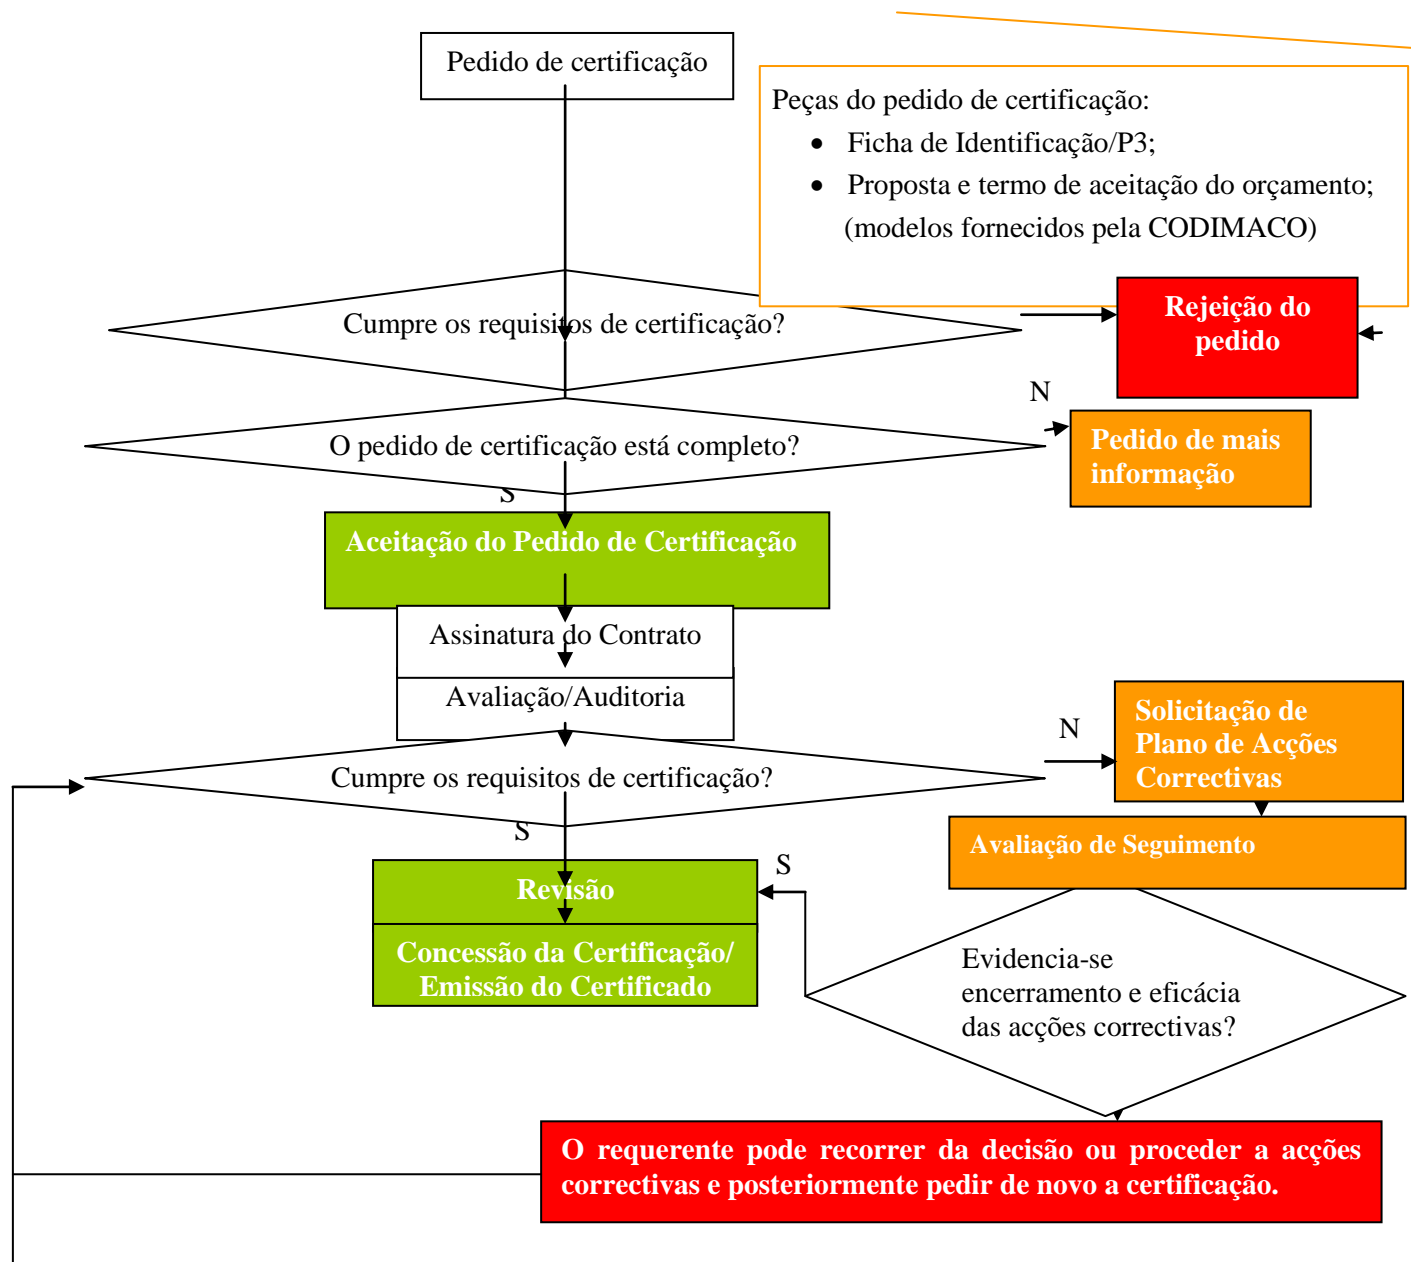 Pedido de certificação
Peças do pedido de certificação:
• Ficha de Identificação/P3;
• Proposta e termo de aceitação do orçamento;
(modelos fornecidos pela CODIMACO)
Cumpre os requisitos de certificação?
Rejeição do
pedido
N
O pedido de certificação está completo?
Pedido de mais
informação
S
Aceitação do Pedido de Certificação
Assinatura do Contrato
Avaliação/Auditoria
N
Solicitação de
Plano de Acções
Correctivas
Cumpre os requisitos de certificação?
S
Avaliação de Seguimento
S
Revisão
Concessão da Certificação/
Emissão do Certificado
Evidencia-se
encerramento e eficácia
das acções correctivas?
O requerente pode recorrer da decisão ou proceder a acções
correctivas e posteriormente pedir de novo a certificação.